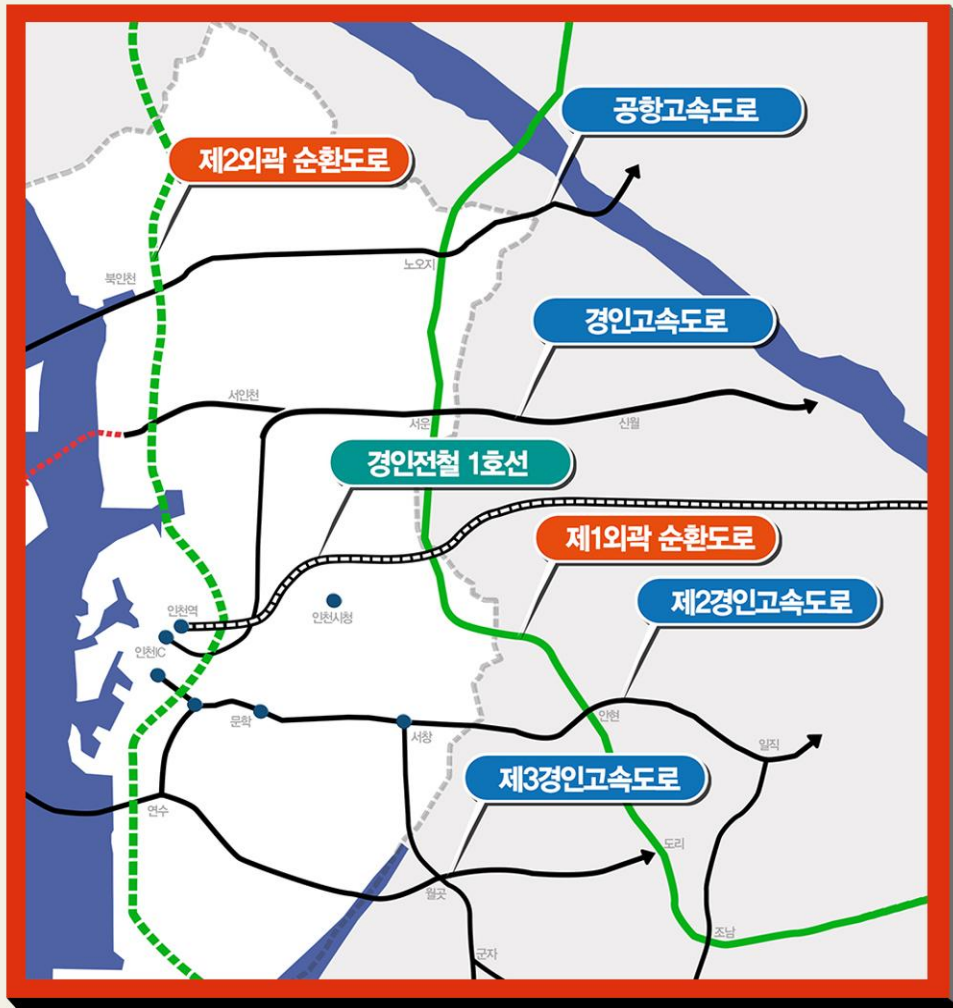 공항고속도로
제2외곽 순환도로
노오지
북인천
경인고속도로
서인천
서운
신월
경인전철 1호선
제1외곽 순환도로
제2경인고속도로
인천역
인천시청
인천IC
문학
서창
안현
일직
제3경인고속도로
연수
도리
월곶
조남
군자